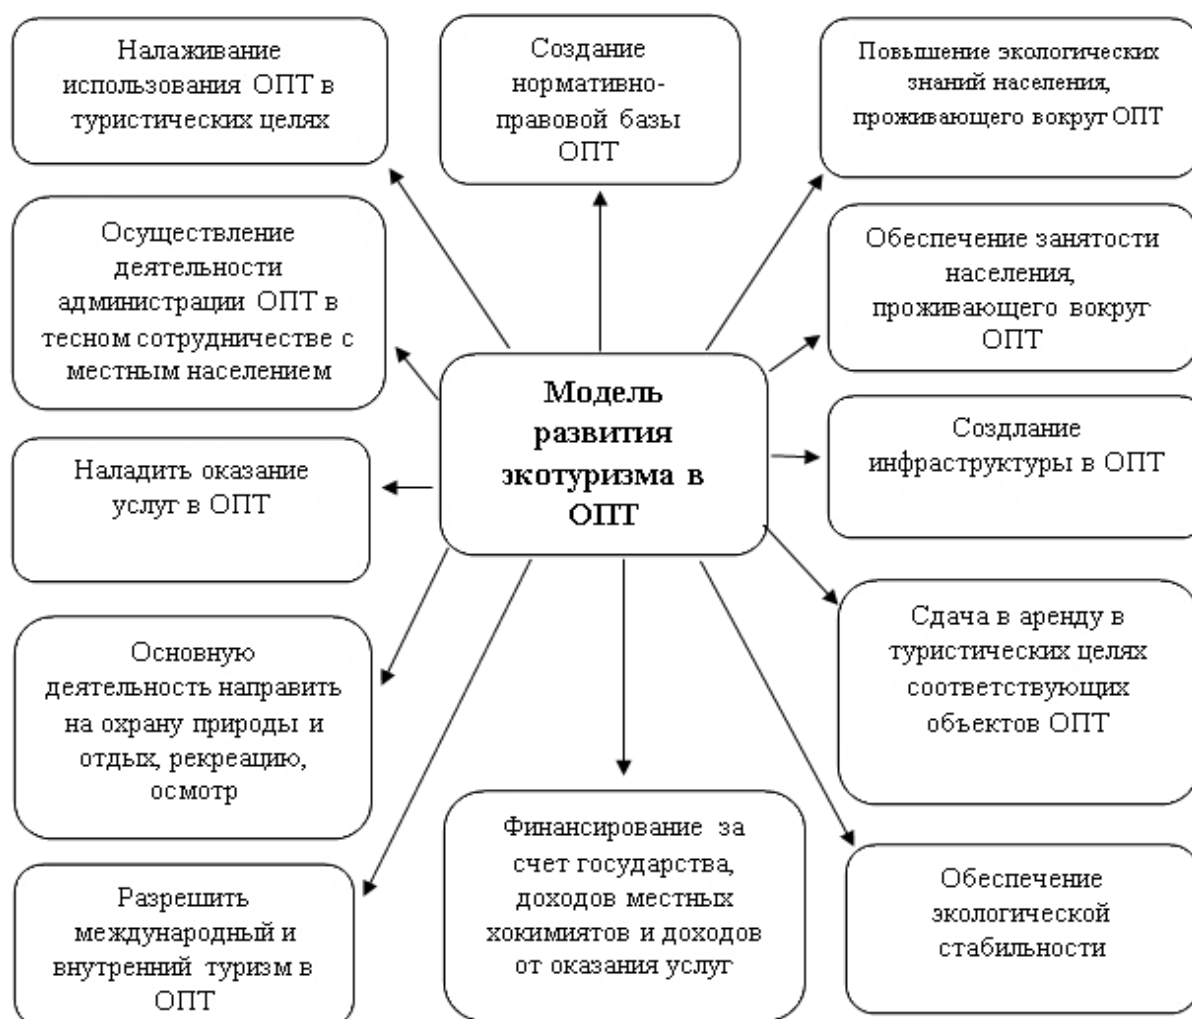 Налаживание
использования ОПТ в
туристических целях
Создание
нормативно-
правовой базы
ОПТ
Повышение экологических
знаний населения,
проживающего вокруг ОПТ
Осуществление
деятельности
администрации ОПТ в
тесном сотрудничестве с
местным населением
Обеспечение занятости
населения,
проживающего вокруг
ОПТ
Модель
развития
экотуризма в
ОПТ
Наладить оказание
услуг в ОПТ
Создлание
инфраструктуры в ОПТ
Основную
деятельность направить
на охрану природы и
отдых, рекреацию,
осмотр
Сдача в аренду в
туристических целях
соответствующих
объектов ОПТ
Разрешить
международный и
внутренний туризм в
ОПТ
Финансирование за
счет государства,
доходов местных
хокимиятов и доходов
от оказания услуг
Обеспечение
экологической
стабильности